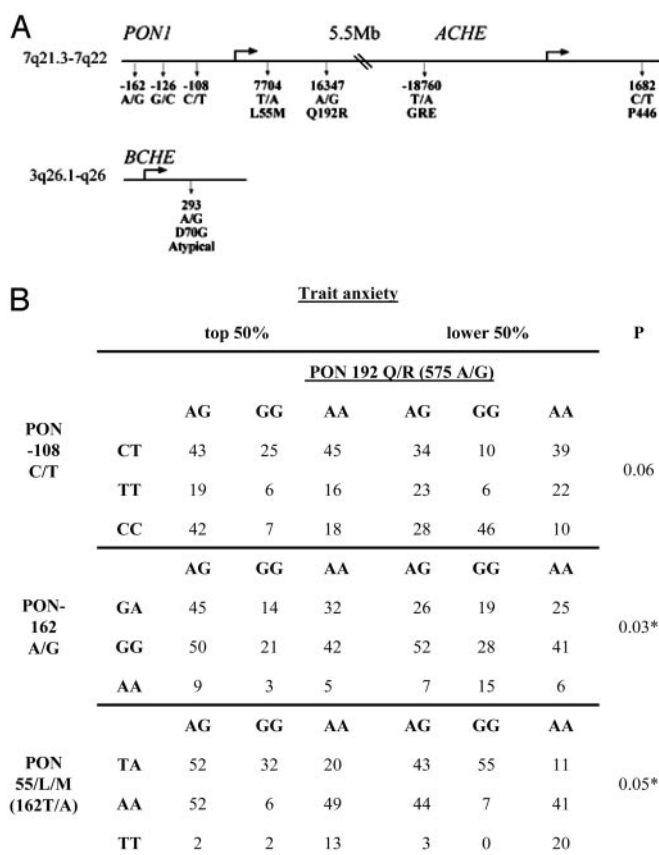 A
PON1 5.5Mb ACHE
7q21.3-7q22
-162 -126 -108 7704 16347 -18760 1682
A/G G/C C/T T/A A/G T/A C/T
L55M Q192R GRE P446
BCHE
3q26.1-q26
293
A/G
D70G
Atypical
B
Trait anxiety
top 50% lower 50% P
PON 192 Q/R (575 A/G)
AG GG AA AG GG AA
PON
-108
C/T
CT 43 25 45 34 10 39
0.06
TT 19 6 16 23 6 22
CC 42 7 18 28 46 10
AG GG AA AG GG AA
PON-
162
A/G
GA 45 14 32 26 19 25
0.03*
GG 50 21 42 52 28 41
AA 9 3 5 7 15 6
AG GG AA AG GG AA
PON
55/L/M
(162T/A)
TA 52 32 20 43 55 11
0.05*
AA 52 6 49 44 7 41
TT 2 2 13 3 0 20